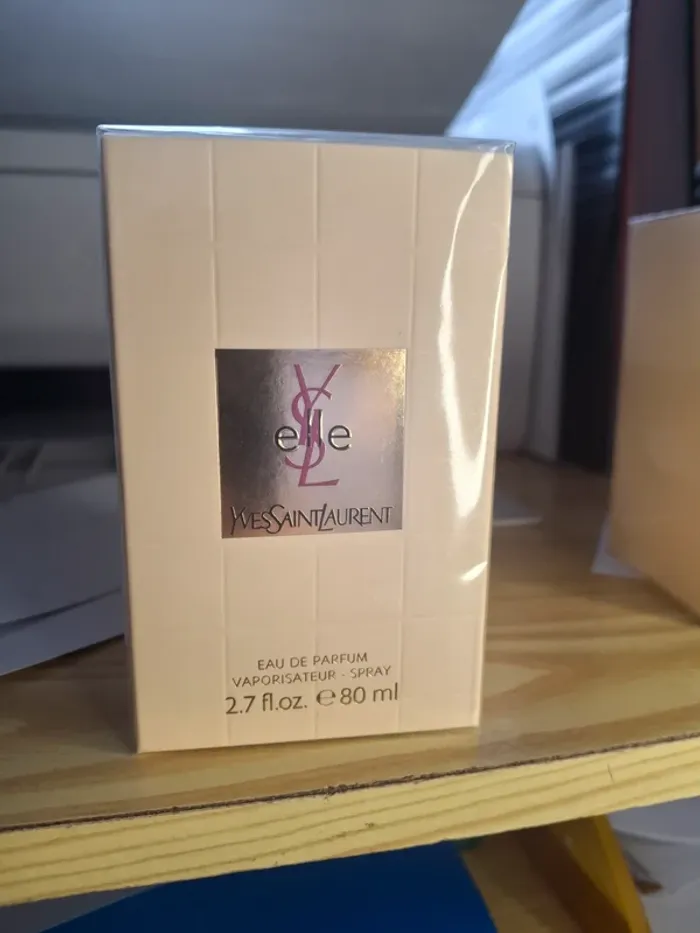 YSL
elle
YVESSAINTLAURENT
EAU DE PARFUM
VAPORISATEUR - SPRAY
2.7 fl.oz. ℮ 80 ml